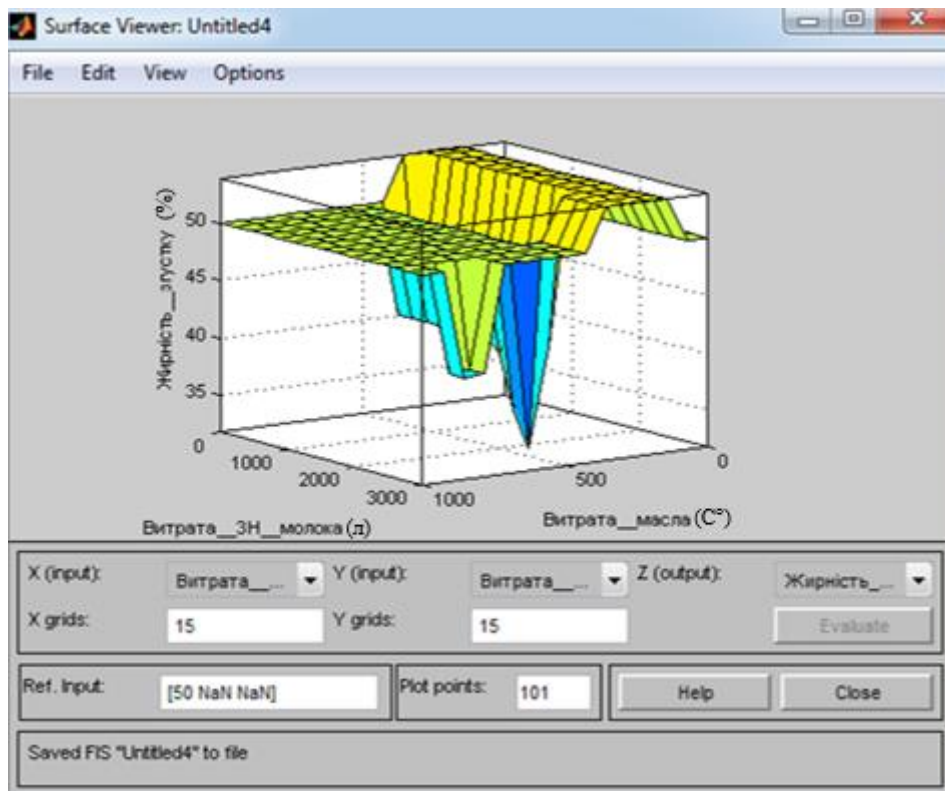 Surface Viewer: Untitled4
File Edit View Options
Жирність__згустку (%)
50
45
40
35
0
1000
2000
3000
1000
500
0
Витрата__ЗН__молока (л)
Витрата__масла (С°)
X (input): Витрата__... Y (input): Витрата__... Z (output): Жирність_...
X grids: 15 Y grids: 15 Evaluate
Ref. Input: [50 NaN NaN] Plot points: 101 Help Close
Saved FIS "Untitled4" to file